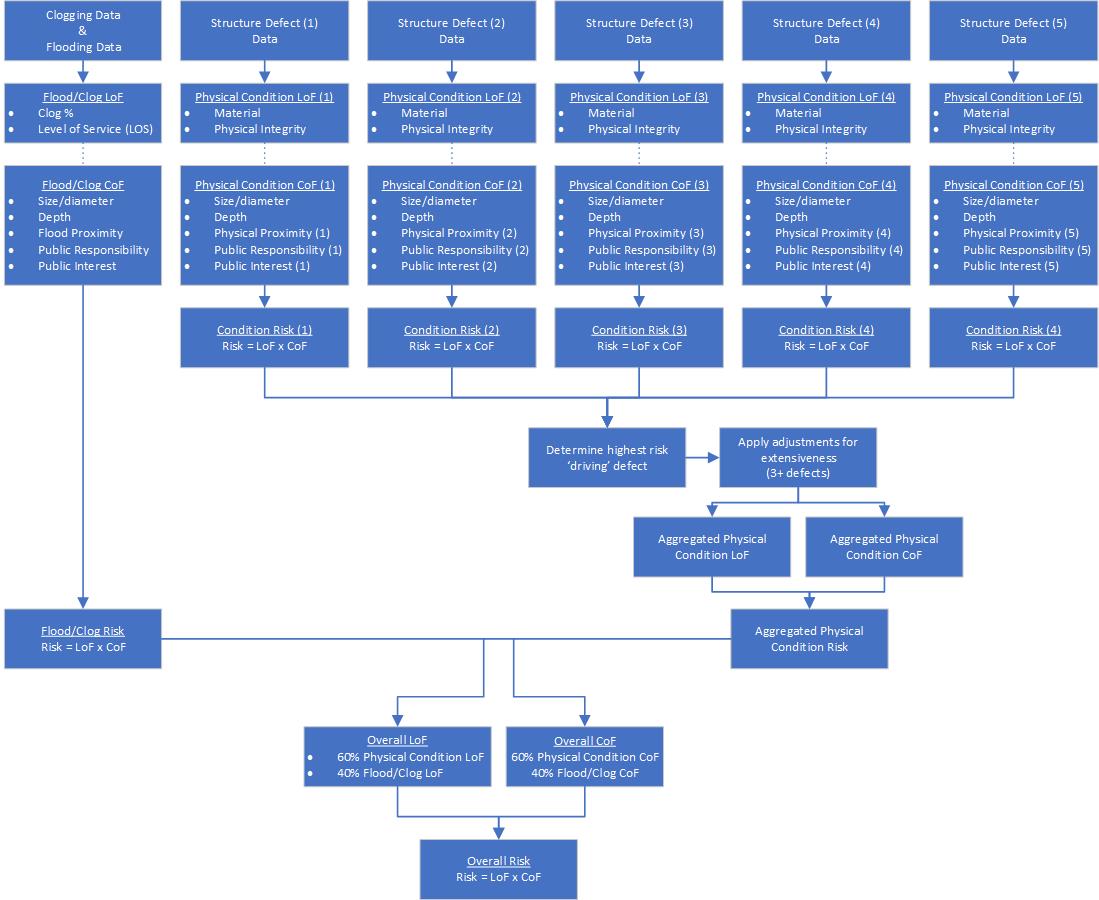 Clogging Data
&
Flooding Data
Structure Defect (1)
Data
Structure Defect (2)
Data
Structure Defect (3)
Data
Structure Defect (4)
Data
Structure Defect (5)
Data
Flood/Clog LoF
• Clog %
• Level of Service (LOS)
Physical Condition LoF (1)
• Material
• Physical Integrity
Physical Condition LoF (2)
• Material
• Physical Integrity
Physical Condition LoF (3)
• Material
• Physical Integrity
Physical Condition LoF (4)
• Material
• Physical Integrity
Physical Condition LoF (5)
• Material
• Physical Integrity
Flood/Clog CoF
• Size/diameter
• Depth
• Flood Proximity
• Public Responsibility
• Public Interest
Physical Condition CoF (1)
• Size/diameter
• Depth
• Physical Proximity (1)
• Public Responsibility (1)
• Public Interest (1)
Physical Condition CoF (2)
• Size/diameter
• Depth
• Physical Proximity (2)
• Public Responsibility (2)
• Public Interest (2)
Physical Condition CoF (3)
• Size/diameter
• Depth
• Physical Proximity (3)
• Public Responsibility (3)
• Public Interest (3)
Physical Condition CoF (4)
• Size/diameter
• Depth
• Physical Proximity (4)
• Public Responsibility (4)
• Public Interest (4)
Physical Condition CoF (5)
• Size/diameter
• Depth
• Physical Proximity (5)
• Public Responsibility (5)
• Public Interest (5)
Condition Risk (1)
Risk = LoF x CoF
Condition Risk (2)
Risk = LoF x CoF
Condition Risk (3)
Risk = LoF x CoF
Condition Risk (4)
Risk = LoF x CoF
Condition Risk (4)
Risk = LoF x CoF
Determine highest risk
‘driving’ defect
Apply adjustments for
extensiveness
(3+ defects)
Aggregated Physical
Condition LoF
Aggregated Physical
Condition CoF
Flood/Clog Risk
Risk = LoF x CoF
Aggregated Physical
Condition Risk
Overall LoF
• 60% Physical Condition LoF
• 40% Flood/Clog LoF
Overall CoF
60% Physical Condition CoF
40% Flood/Clog CoF
Overall Risk
Risk = LoF x CoF